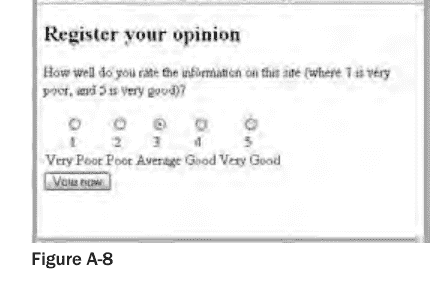 Register your opinion
How well do you rate the information on this site (where 1 is very
poor, and 5 is very good)?
1 2 3 4 5
Very Poor Poor Average Good Very Good
Vote now
Figure A-8